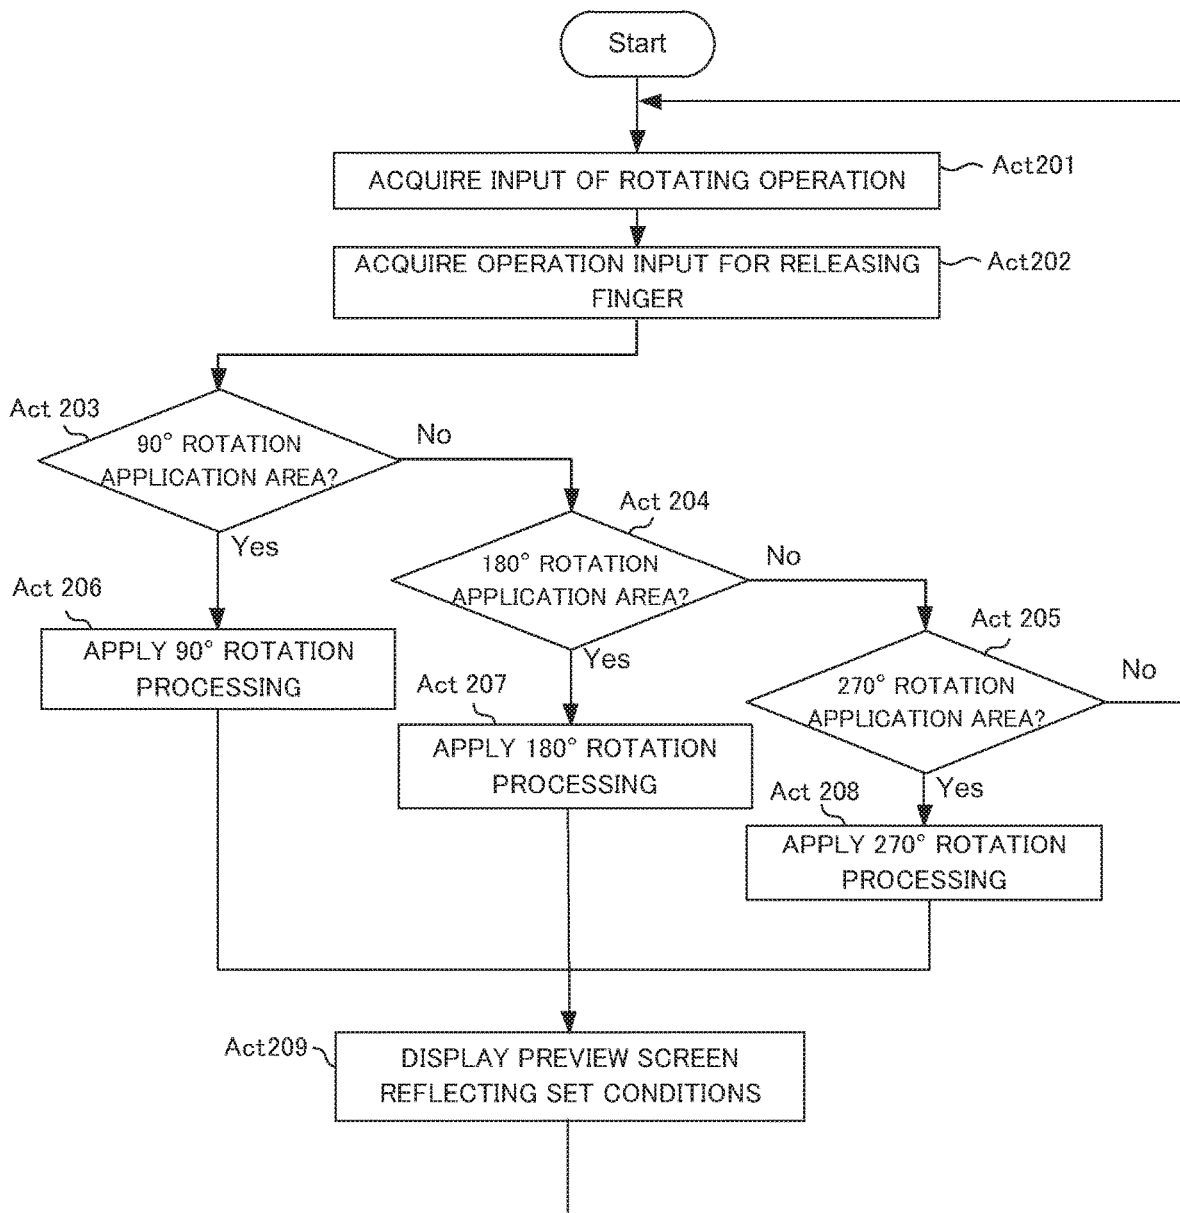 Start
ACQUIRE INPUT OF ROTATING OPERATION
Act201
ACQUIRE OPERATION INPUT FOR RELEASING
FINGER
Act202
Act 203
90° ROTATION
APPLICATION AREA?
No
Yes
Act 204
180° ROTATION
APPLICATION AREA?
No
Yes
Act 205
270° ROTATION
APPLICATION AREA?
No
Yes
Act 206
APPLY 90° ROTATION
PROCESSING
Act 207
APPLY 180° ROTATION
PROCESSING
Act 208
APPLY 270° ROTATION
PROCESSING
Act209
DISPLAY PREVIEW SCREEN
REFLECTING SET CONDITIONS